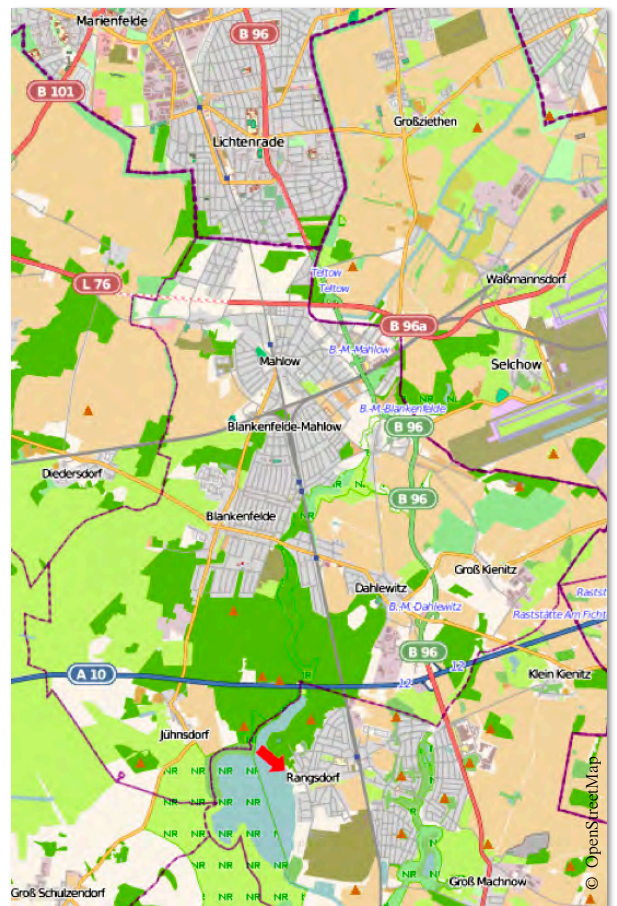 Marienfelde
B 96
B 101
Großziethen
Lichtenrade
Teltow
Teltow
L 76
Waßmannsdorf
B 96a
B.-M.-Mahlow
Mahlow
Selchow
NR
B.-M.-Blankenfelde
Blankenfelde-Mahlow
B 96
Diedersdorf
NR
B 96
NR
Blankenfelde
Groß Kienitz
Dahlewitz
Rasts
B.-M.-Dahlewitz
Raststätte Am Ficht
B 96
12
A 10
12
Klein Kienitz
Jühnsdorf
NR NR NR NR
Rangsdorf
NR NR NR NR
NR NR NR NR
NR NR NR
Groß Schulzendorf
Groß Machnow
© OpenStreetMap